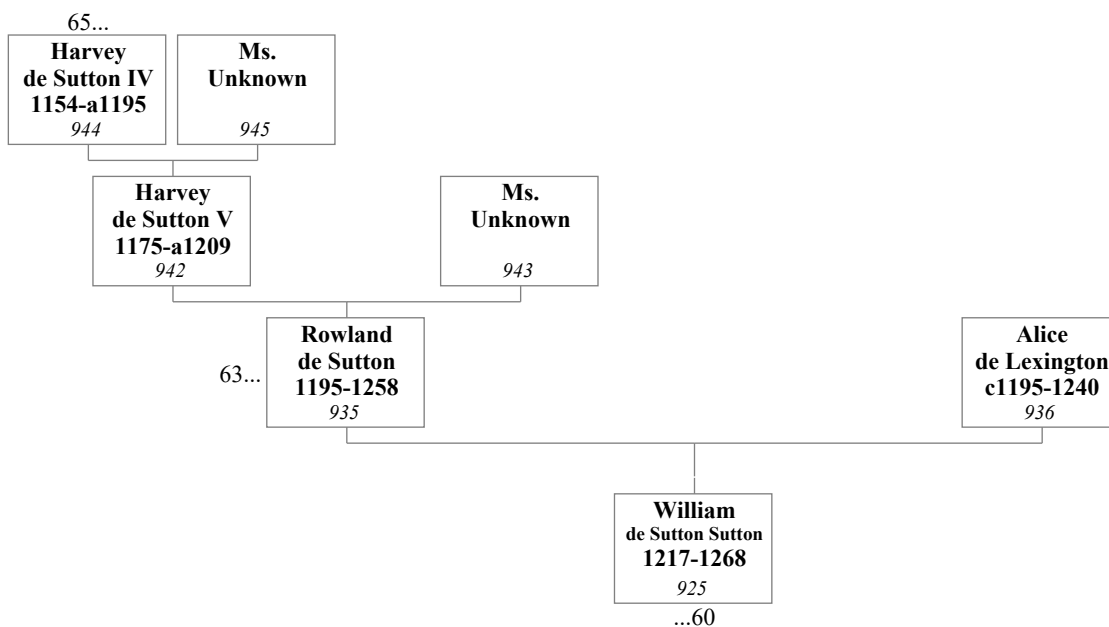 65...
Harvey
de Sutton IV
1154-a1195
944
Ms.
Unknown
945
Harvey
de Sutton V
1175-a1209
942
Ms.
Unknown
943
63...
Rowland
de Sutton
1195-1258
935
Alice
de Lexington
c1195-1240
936
William
de Sutton Sutton
1217-1268
925
...60